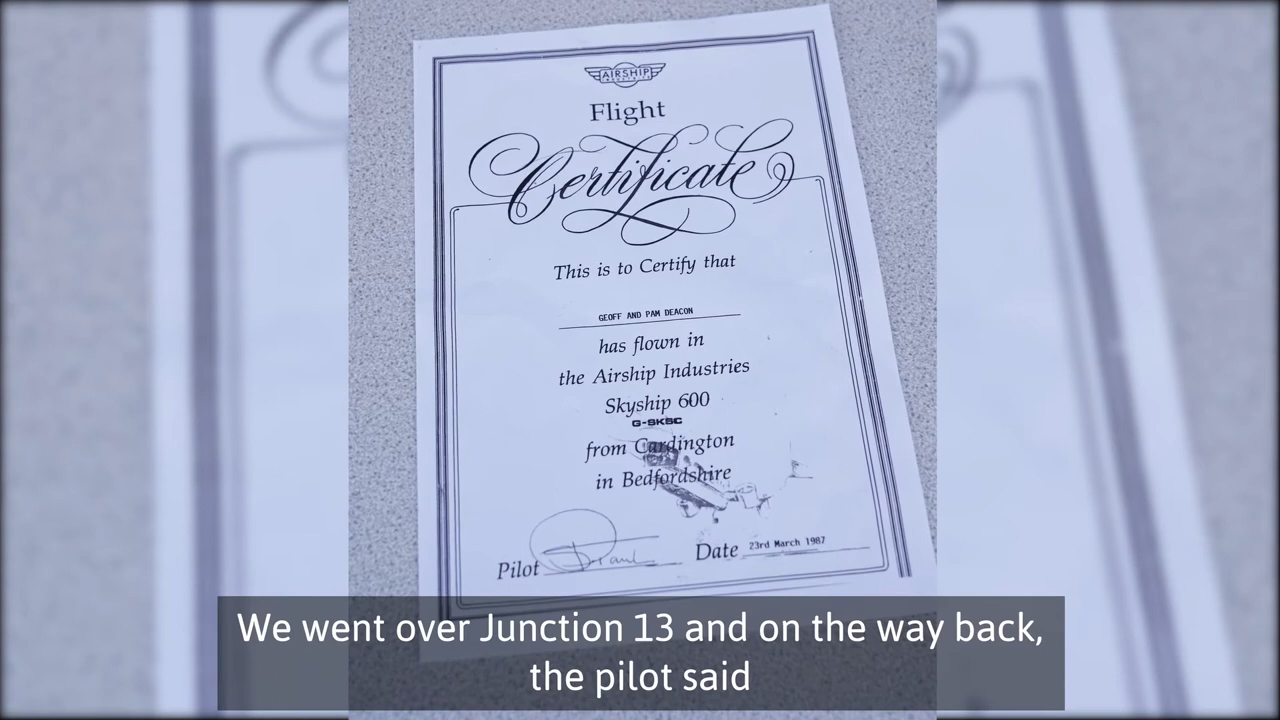 AIRSHIP
INDUSTRIES
Flight
Certificate
This is to Certify that
GEOFF AND PAM DEACON
has flown in
the Airship Industries
Skyship 600
G-SKSC
from Cardington
in Bedfordshire
Pilot
Date 23rd March 1987
We went over Junction 13 and on the way back,
the pilot said